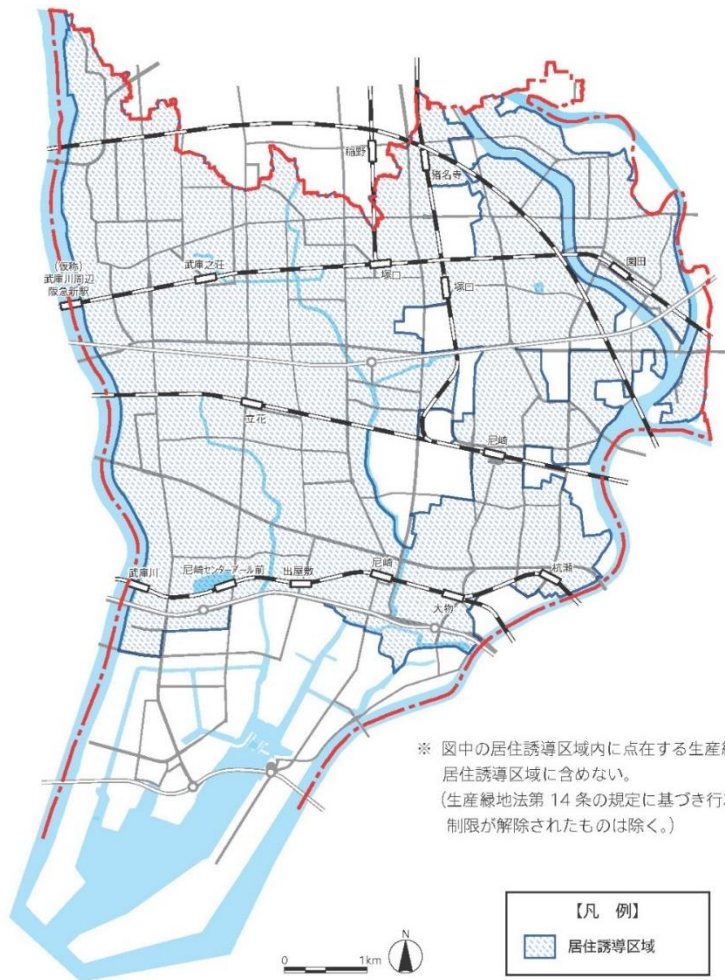 稲野
猪名寺
(仮称)
武庫川周辺
阪急新駅
武庫之荘
塚口
園田
塚口
立花
尼崎
武庫川
尼崎センタープール前
出屋敷
尼崎
大物
杭瀬
※ 図中の居住誘導区域内に点在する生産緑
居住誘導区域に含めない。
(生産緑地法第 14 条の規定に基づき行
制限が解除されたものは除く。)
【凡 例】
居住誘導区域
0 1km
N